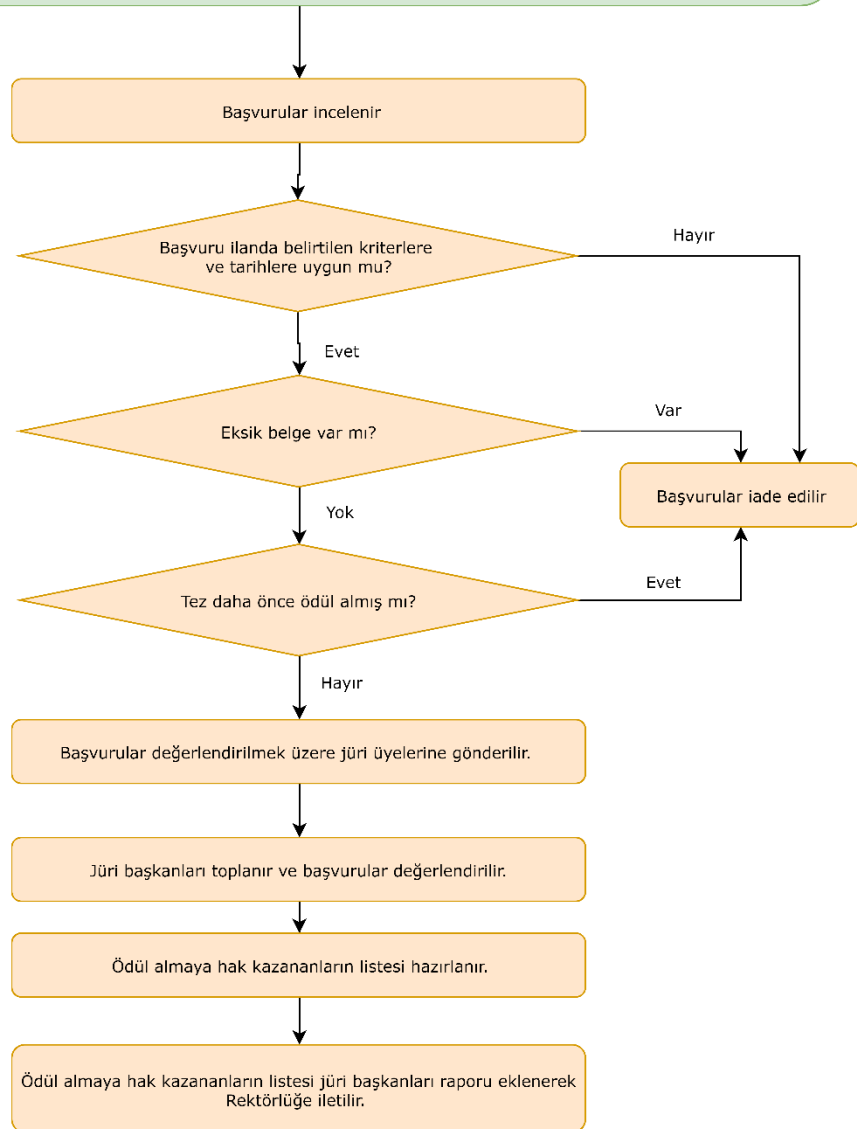 Başvurular incelenir
Başvuru ilanda belirtilen kriterlere
ve tarihlere uygun mu?
Hayır
Evet
Eksik belge var mı?
Var
Başvurular iade edilir
Yok
Tez daha önce ödül almış mı?
Evet
Hayır
Başvurular değerlendirilmek üzere jüri üyelerine gönderilir.
Jüri başkanları toplanır ve başvurular değerlendirilir.
Ödül almaya hak kazananların listesi hazırlanır.
Ödül almaya hak kazananların listesi jüri başkanları raporu eklenerek
Rektörlüğe iletilir.